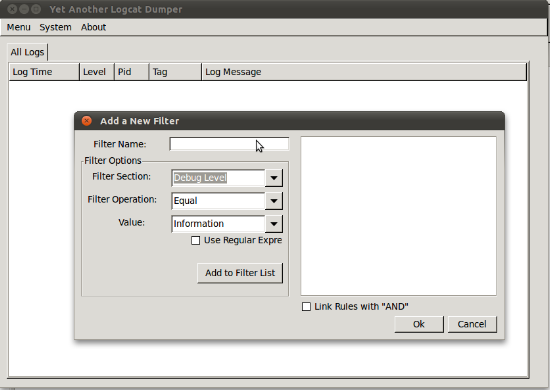 Yet Another Logcat Dumper
Menu System About
All Logs
Log Time Level Pid Tag Log Message
Add a New Filter
Filter Name:
Filter Options
Filter Section: Debug Level
Filter Operation: Equal
Value: Information
Use Regular Expre
Add to Filter List
Link Rules with "AND"
Ok Cancel